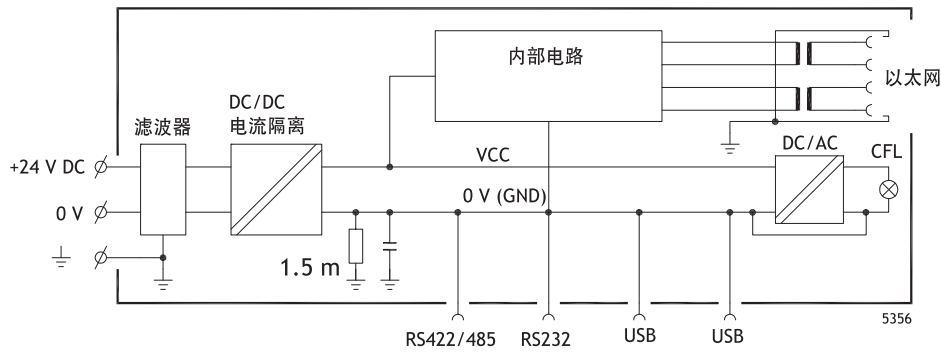 内部电路
以太网
DC/DC
电流隔离
滤波器
+24 V DC
VCC
DC/AC
CFL
0 V
0 V (GND)
1.5 m
RS422/485
RS232
USB
USB
5356